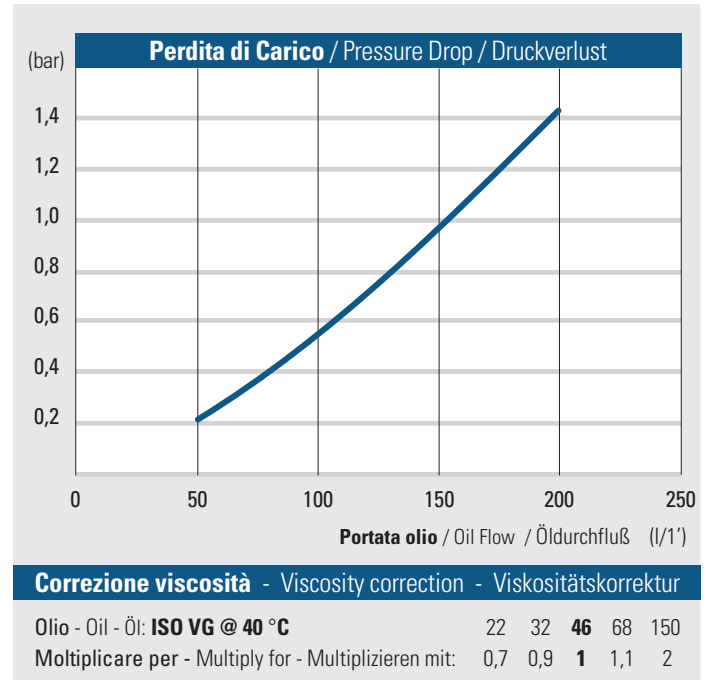 Perdita di Carico / Pressure Drop / Druckverlust
(bar)
1,4
1,2
1,0
0,8
0,6
0,4
0,2
0 50 100 150 200 250
Portata olio / Oil Flow / Öldurchfluß (l/1')
Correzione viscosità - Viscosity correction - Viskositätskorrektur
Olio - Oil - Öl: ISO VG @ 40 °C 22 32 46 68 150
Moltiplicare per - Multiply for - Multiplizieren mit: 0,7 0,9 1 1,1 2